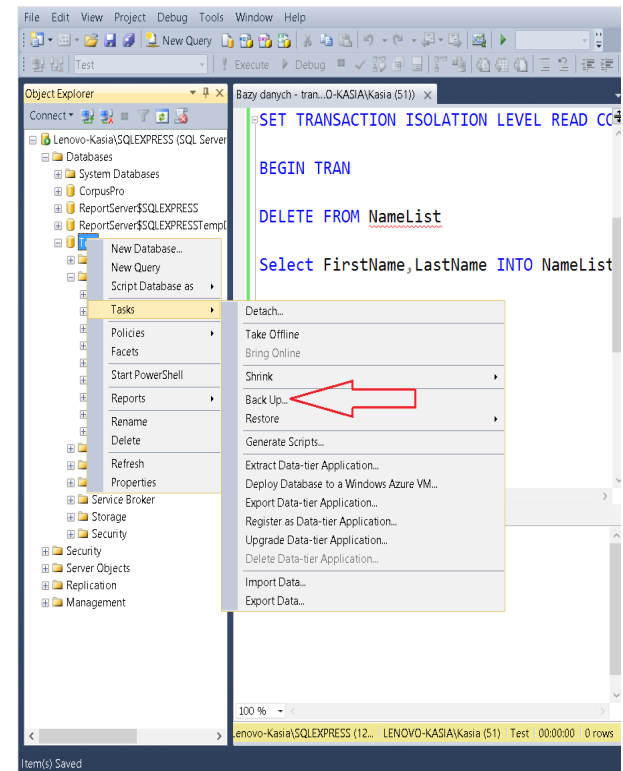 File Edit View Project Debug Tools Window Help
New Query
Test Execute Debug
Object Explorer
Connect
Lenovo-Kasia\SQLEXPRESS (SQL Server
Databases
System Databases
CorpusPro
ReportServer$SQLEXPRESS
ReportServer$SQLEXPRESSTemp
Service Broker
Storage
Security
Security
Server Objects
Replication
Management
New Database...
New Query
Script Database as
Tasks
Policies
Facets
Start PowerShell
Reports
Rename
Delete
Refresh
Properties
Detach...
Take Offline
Bring Online
Shrink
Back Up...
Restore
Generate Scripts...
Extract Data-tier Application...
Deploy Database to a Windows Azure VM...
Export Data-tier Application...
Register as Data-tier Application...
Upgrade Data-tier Application...
Delete Data-tier Application...
Import Data...
Export Data...
Bazy danych - tran...O-KASIA\Kasia (51))
SET TRANSACTION ISOLATION LEVEL READ CO
BEGIN TRAN
DELETE FROM NameList
Select FirstName,LastName INTO NameList
100 %
.enovo-Kasia\SQLEXPRESS (12... LENOVO-KASIA\Kasia (51) Test 00:00:00 0 rows
Item(s) Saved